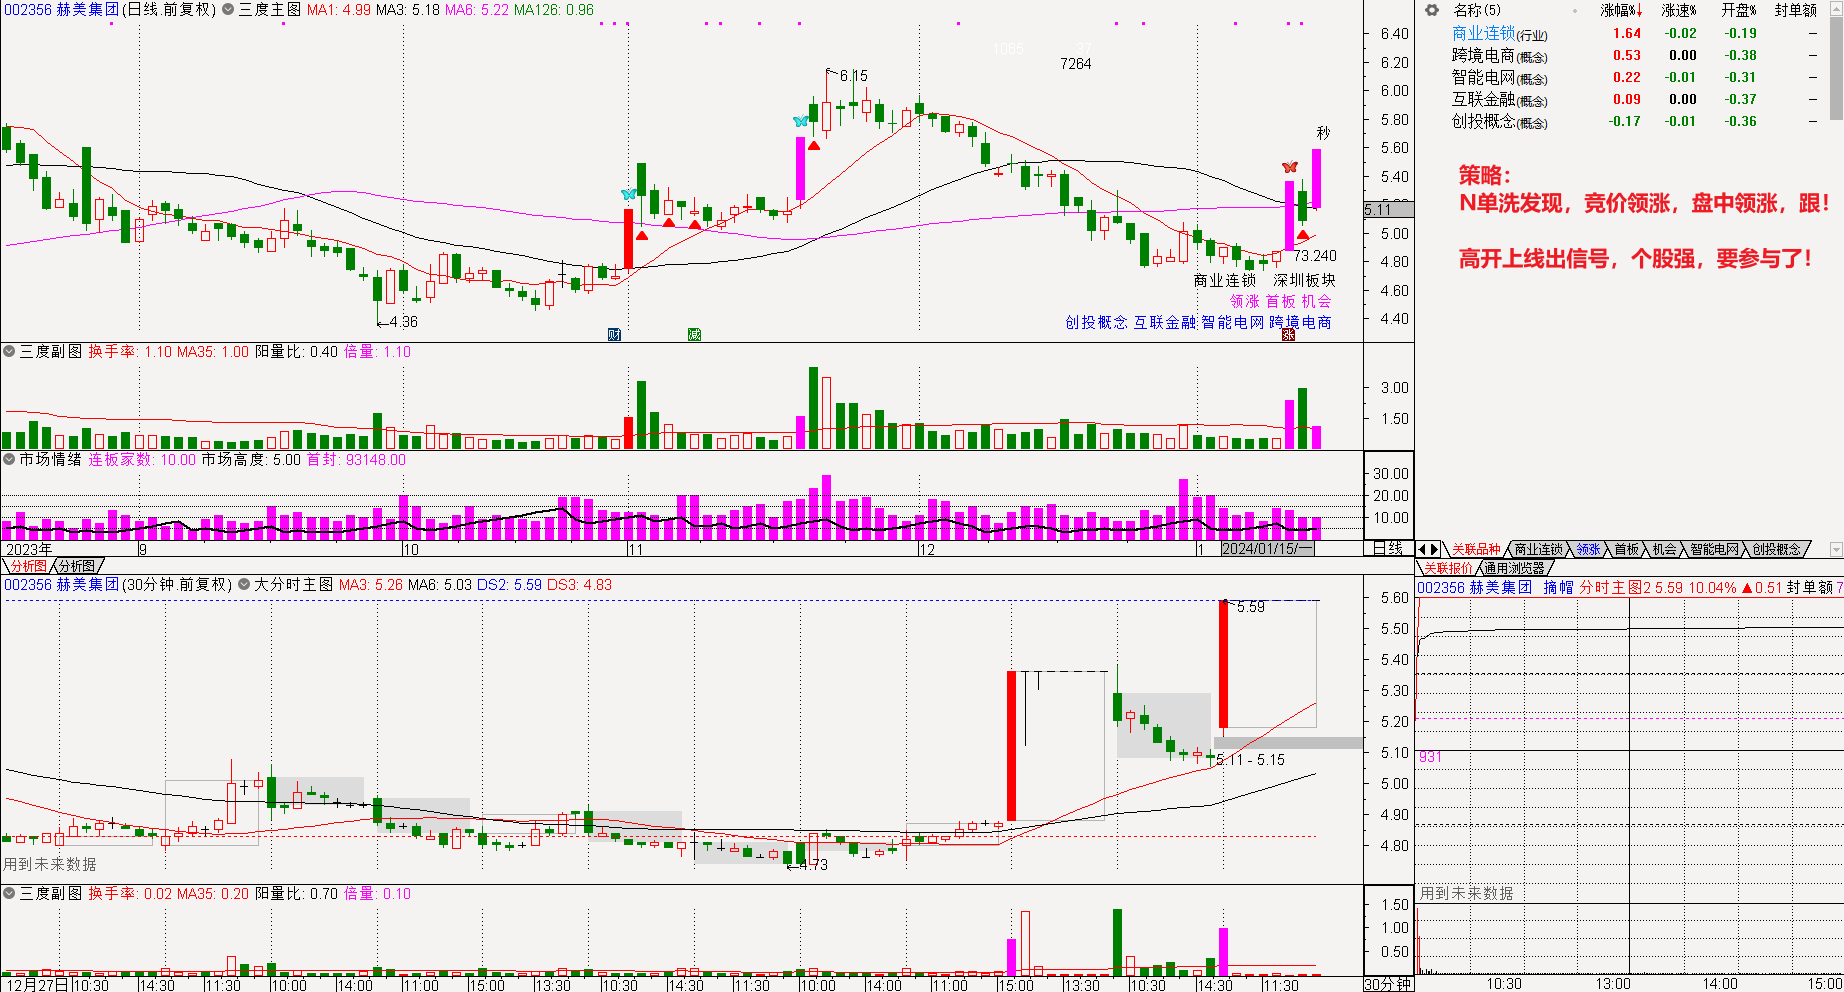 002356 赫美集团(日线.前复权) 三度主图 MA1: 4.99 MA3: 5.18 MA6: 5.22 MA126: 0.96
1085 37
7264
6.15
秒
4.36
73.240
商业连锁 深圳板块
领涨 首板 机会
创投概念 互联金融 智能电网 跨境电商
财 减 涨
6.40
6.20
6.00
5.80
5.60
5.40
5.11
5.00
4.80
4.60
4.40
三度副图 换手率: 1.10 MA35: 1.00 阳量比: 0.40 倍量: 1.10
3.00
1.50
市场情绪 连板家数: 10.00 市场高度: 5.00 首封: 93148.00
30.00
20.00
10.00
2023年 9 10 11 12 1 2024/01/15/一 日线
分析图 分析图
002356 赫美集团(30分钟.前复权) 大分时主图 MA3: 5.26 MA6: 5.03 DS2: 5.59 DS3: 4.83
5.59
5.11 - 5.15
4.73
用到未来数据
5.60
5.50
5.40
5.30
5.20
5.10
5.00
4.90
4.80
三度副图 换手率: 0.02 MA35: 0.20 阳量比: 0.70 倍量: 0.10
1.50
1.00
0.50
12月27日 10:30 14:30 11:30 10:00 14:00 11:00 15:00 13:30 10:30 14:30 11:30 10:00 14:00 11:00 15:00 13:30 10:30 14:30 11:30 30分钟
名称(5) 涨幅%↓ 涨速% 开盘% 封单额
商业连锁(行业) 1.64 -0.02 -0.19 —
跨境电商(概念) 0.53 0.00 -0.38 —
智能电网(概念) 0.22 -0.01 -0.31 —
互联金融(概念) 0.09 0.00 -0.37 —
创投概念(概念) -0.17 -0.01 -0.36 —
策略：
N单洗发现，竞价领涨，盘中领涨，跟！
高开上线出信号，个股强，要参与了！
关联品种 商业连锁 领涨 首板 机会 智能电网 创投概念
关联报价 通用浏览器
002356 赫美集团 摘帽 分时主图2 5.59 10.04% ▲0.51 封单额 7
931
用到未来数据
10:30 13:00 14:00 15:00